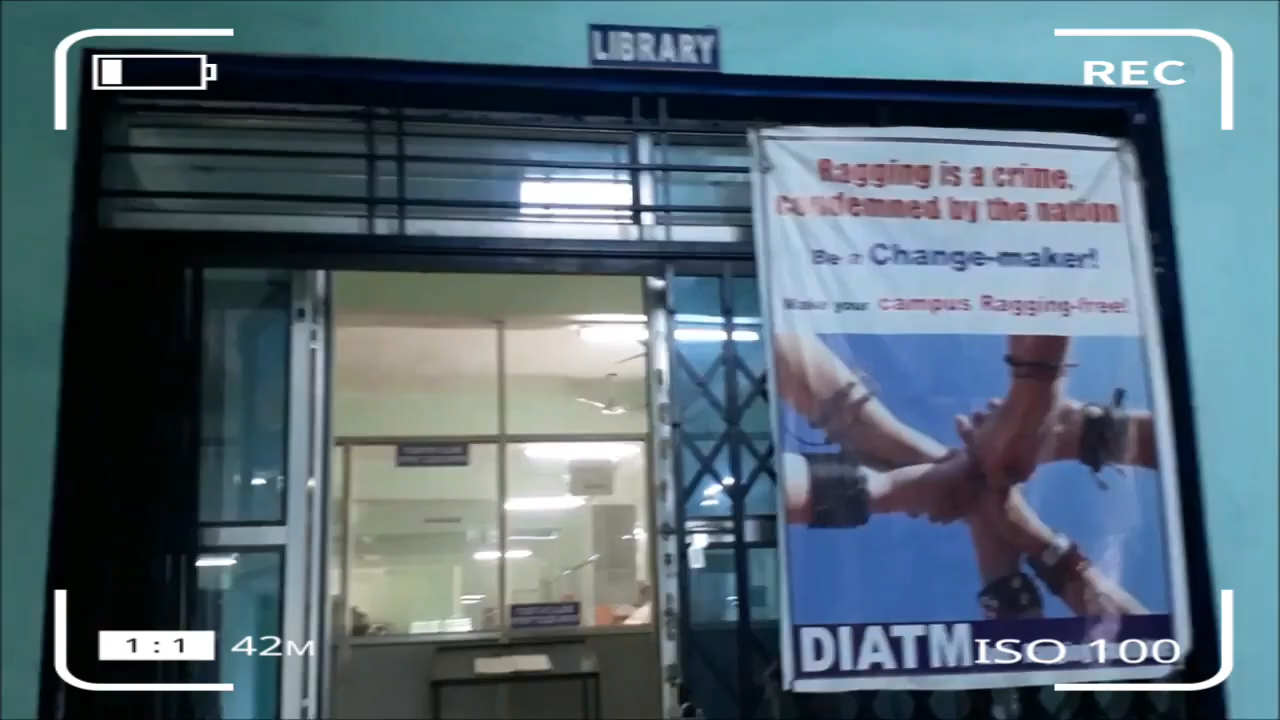 LIBRARY
REC
Ragging is a crime,
condemned by the nation
Be a Change-maker!
Make your campus Ragging-free!
DIATM
1:1 42M
ISO 100